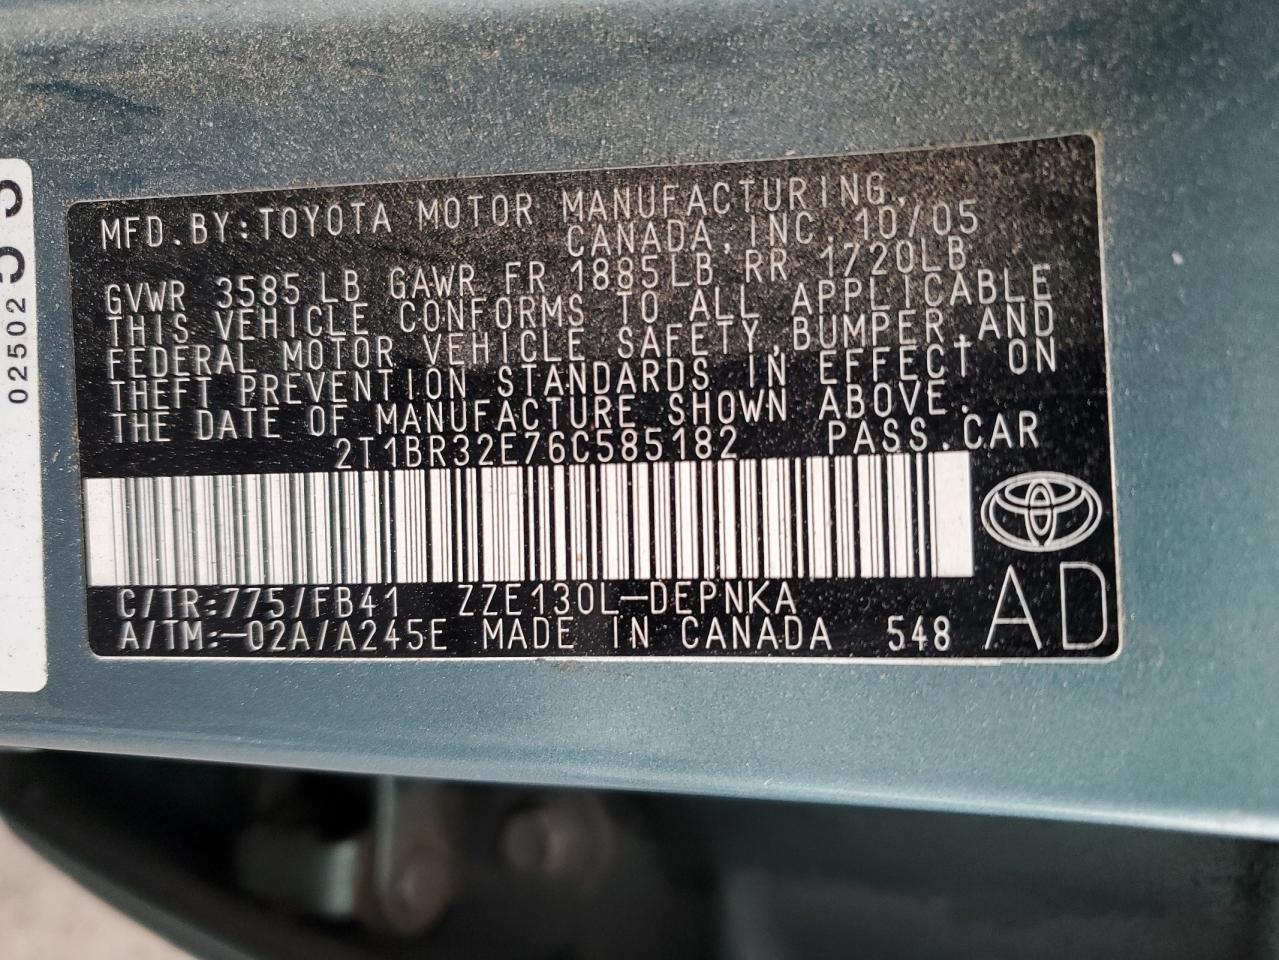 MFD.BY:TOYOTA MOTOR MANUFACTURING,
CANADA,INC. 10/05
GVWR 3585 LB GAWR FR 1885LB RR 1720LB
THIS VEHICLE CONFORMS TO ALL APPLICABLE
FEDERAL MOTOR VEHICLE SAFETY,BUMPER,AND
THEFT PREVENTION STANDARDS IN EFFECT ON
THE DATE OF MANUFACTURE SHOWN ABOVE.
2T1BR32E76C585182 PASS.CAR
C/TR:775/FB41 ZZE130L-DEPNKA
A/TM:-02A/A245E MADE IN CANADA 548
AD
02502